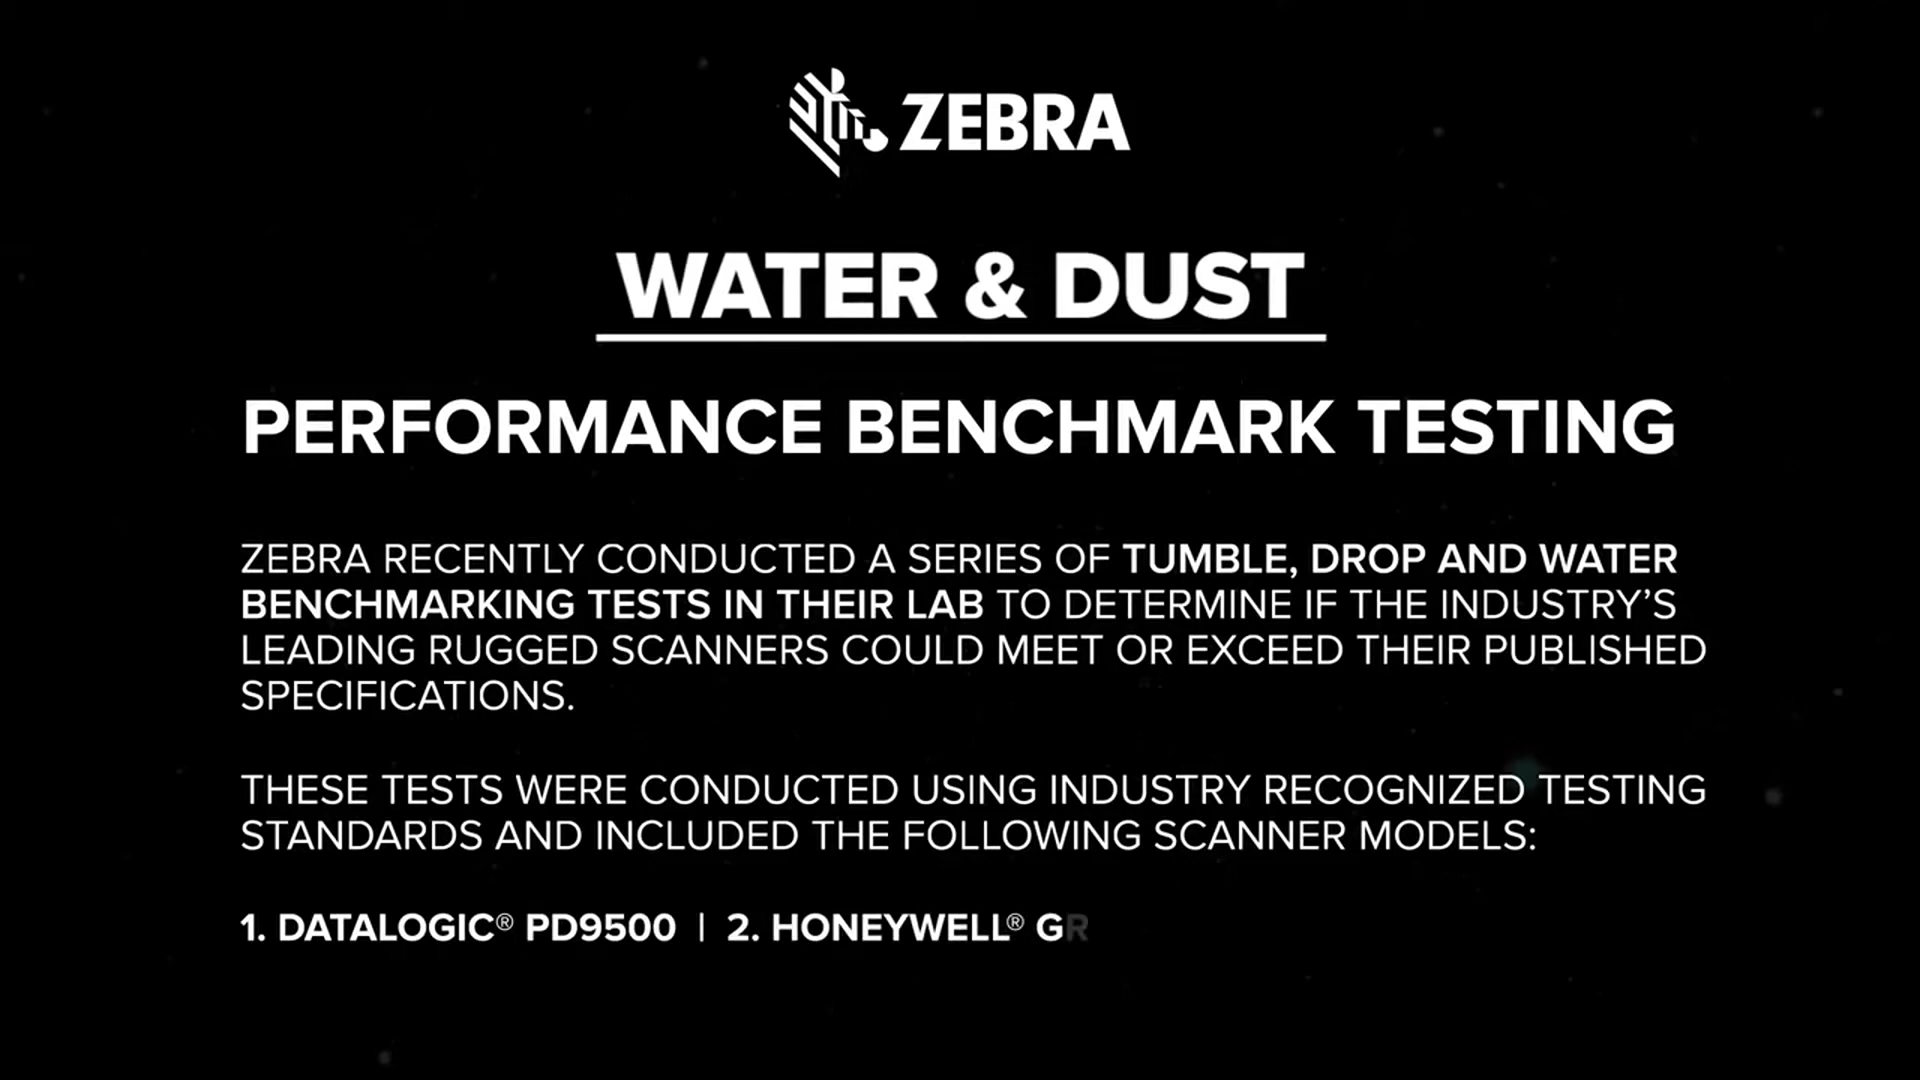 ZEBRA
WATER & DUST
PERFORMANCE BENCHMARK TESTING
ZEBRA RECENTLY CONDUCTED A SERIES OF TUMBLE, DROP AND WATER
BENCHMARKING TESTS IN THEIR LAB TO DETERMINE IF THE INDUSTRY’S
LEADING RUGGED SCANNERS COULD MEET OR EXCEED THEIR PUBLISHED
SPECIFICATIONS.
THESE TESTS WERE CONDUCTED USING INDUSTRY RECOGNIZED TESTING
STANDARDS AND INCLUDED THE FOLLOWING SCANNER MODELS:
1. DATALOGIC® PD9500 | 2. HONEYWELL® GR